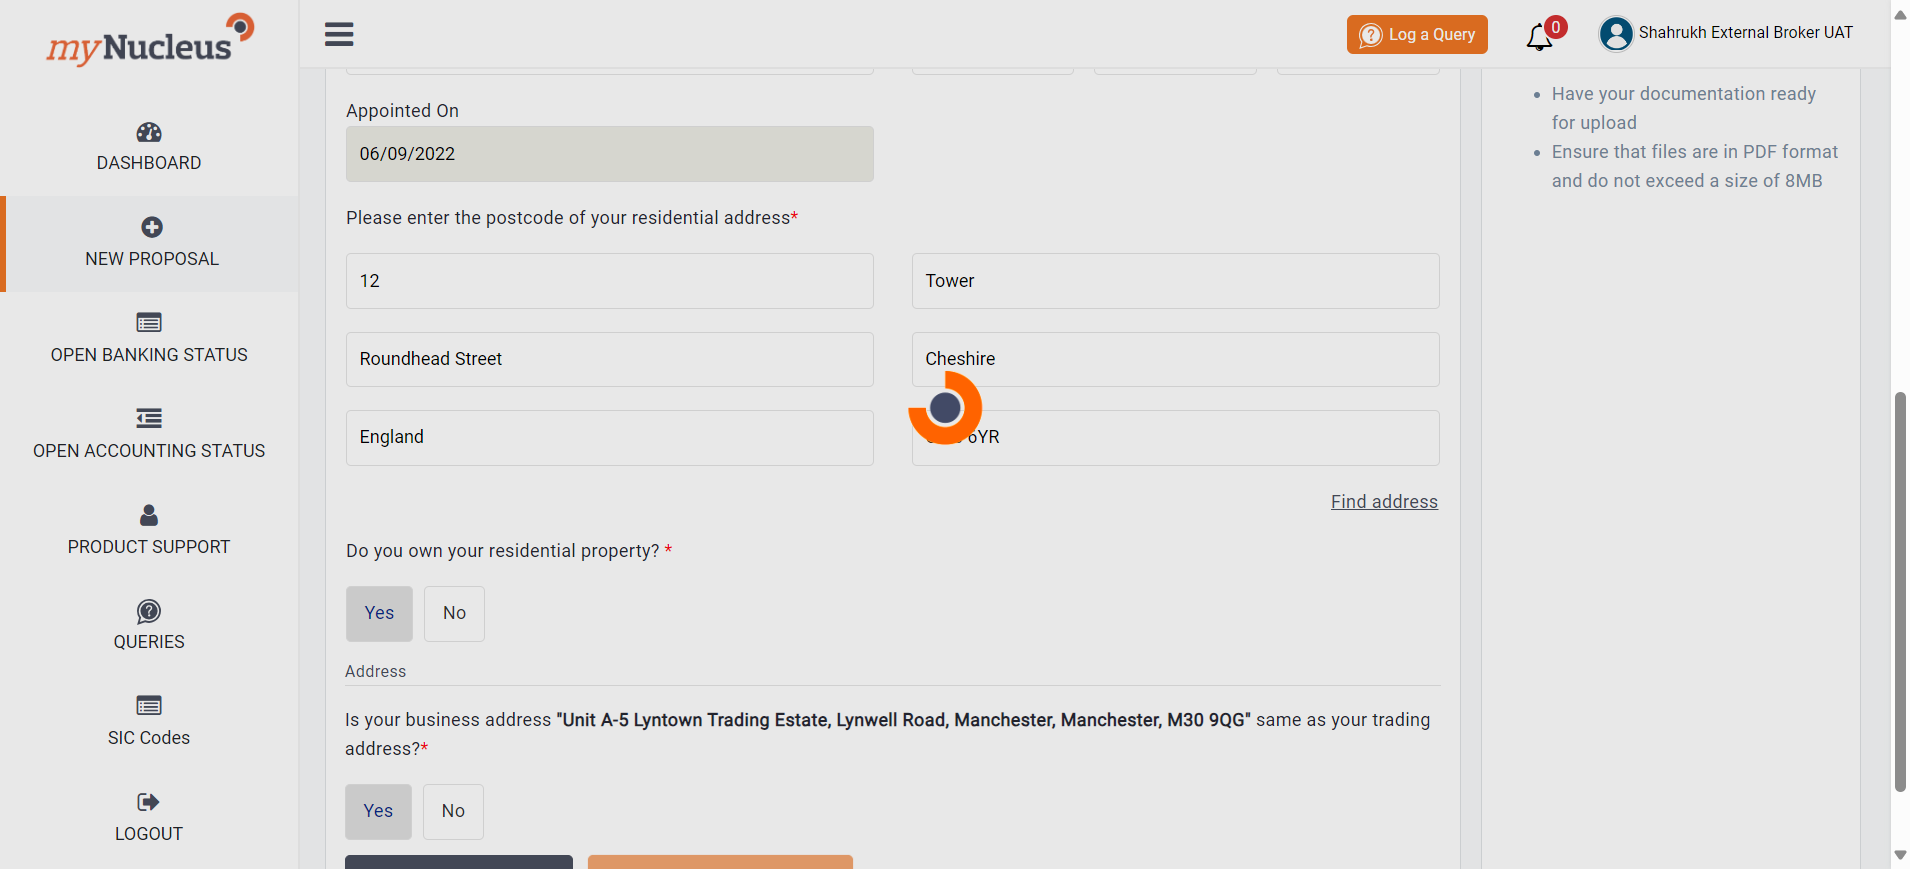 myNucleus
Log a Query
0
Shahrukh External Broker UAT
DASHBOARD
NEW PROPOSAL
OPEN BANKING STATUS
OPEN ACCOUNTING STATUS
PRODUCT SUPPORT
QUERIES
SIC Codes
LOGOUT
Appointed On
06/09/2022
Please enter the postcode of your residential address*
12
Tower
Roundhead Street
Cheshire
England
6YR
Find address
Do you own your residential property? *
Yes
No
Address
Is your business address "Unit A-5 Lyntown Trading Estate, Lynwell Road, Manchester, Manchester, M30 9QG" same as your trading
address?*
Yes
No
Have your documentation ready
for upload
Ensure that files are in PDF format
and do not exceed a size of 8MB